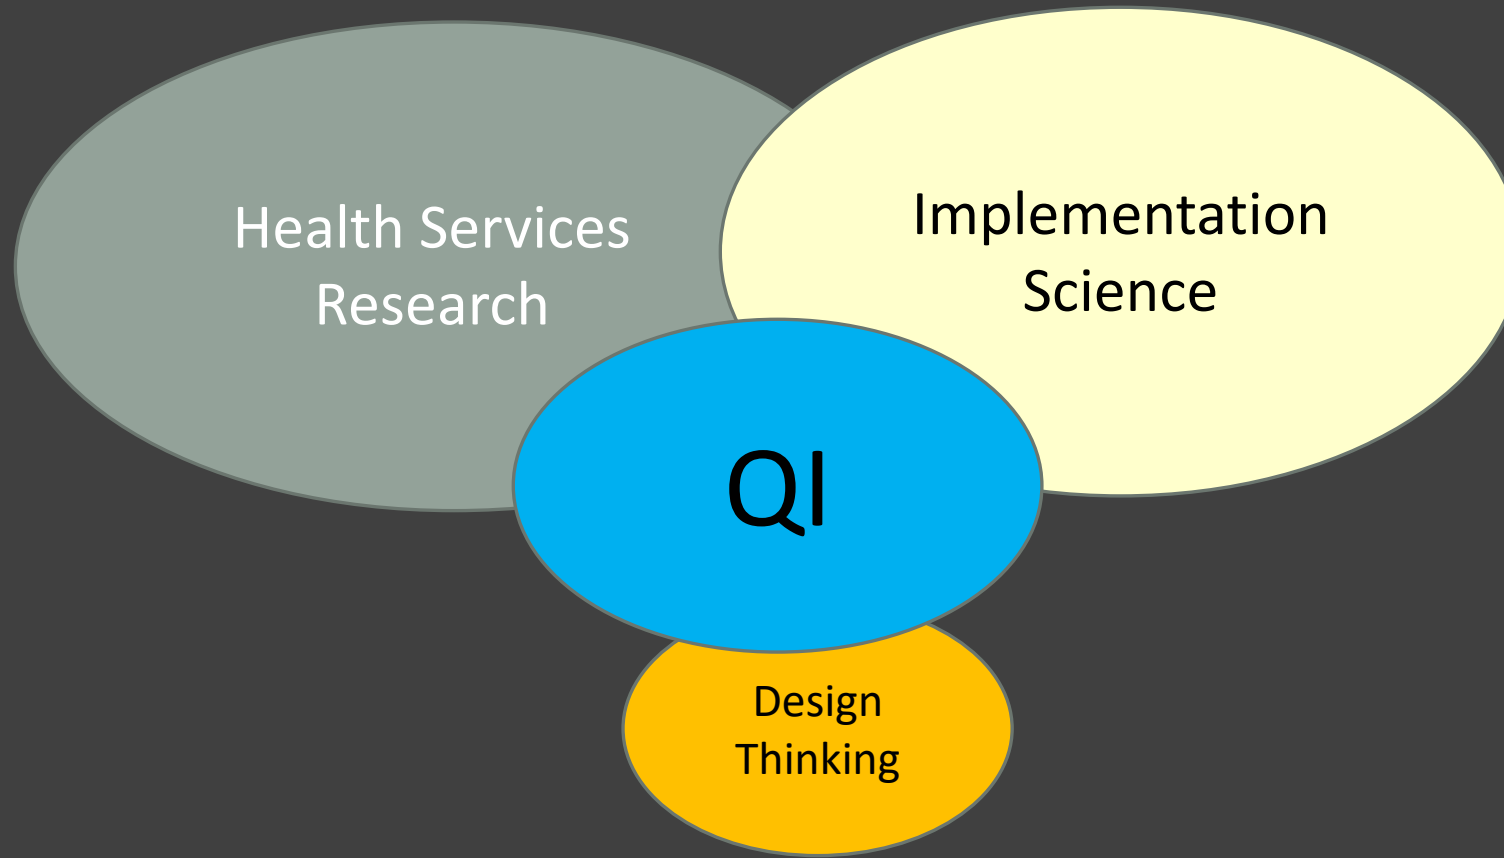 Health Services
Research
Implementation
Science
QI
Design
Thinking